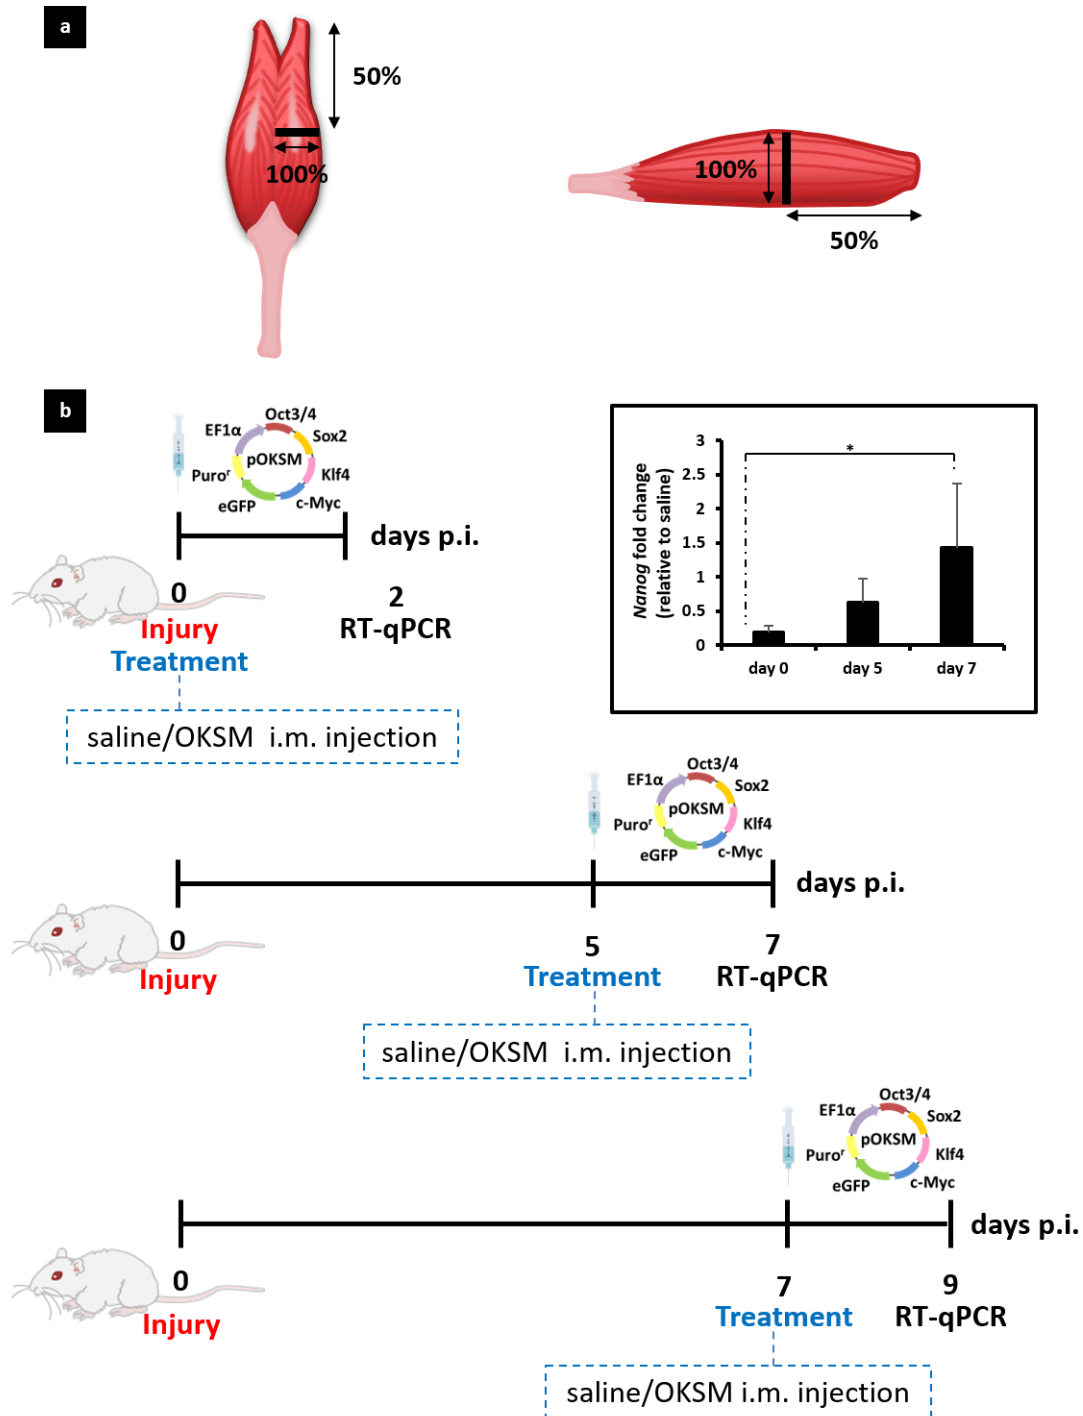 a
50%
100%
100%
50%
b
Oct3/4
EF1α
Sox2
pOKSM
Puroʳ
Klf4
eGFP
c-Myc
days p.i.
0
2
Injury
RT-qPCR
Treatment
saline/OKSM i.m. injection
Nanog fold change
(relative to saline)
3
2.5
2
1.5
1
0.5
0
*
day 0
day 5
day 7
Oct3/4
EF1α
Sox2
pOKSM
Puroʳ
Klf4
eGFP
c-Myc
days p.i.
0
5
7
Injury
Treatment
RT-qPCR
saline/OKSM i.m. injection
Oct3/4
EF1α
Sox2
pOKSM
Puroʳ
Klf4
eGFP
c-Myc
days p.i.
0
7
9
Injury
Treatment
RT-qPCR
saline/OKSM i.m. injection